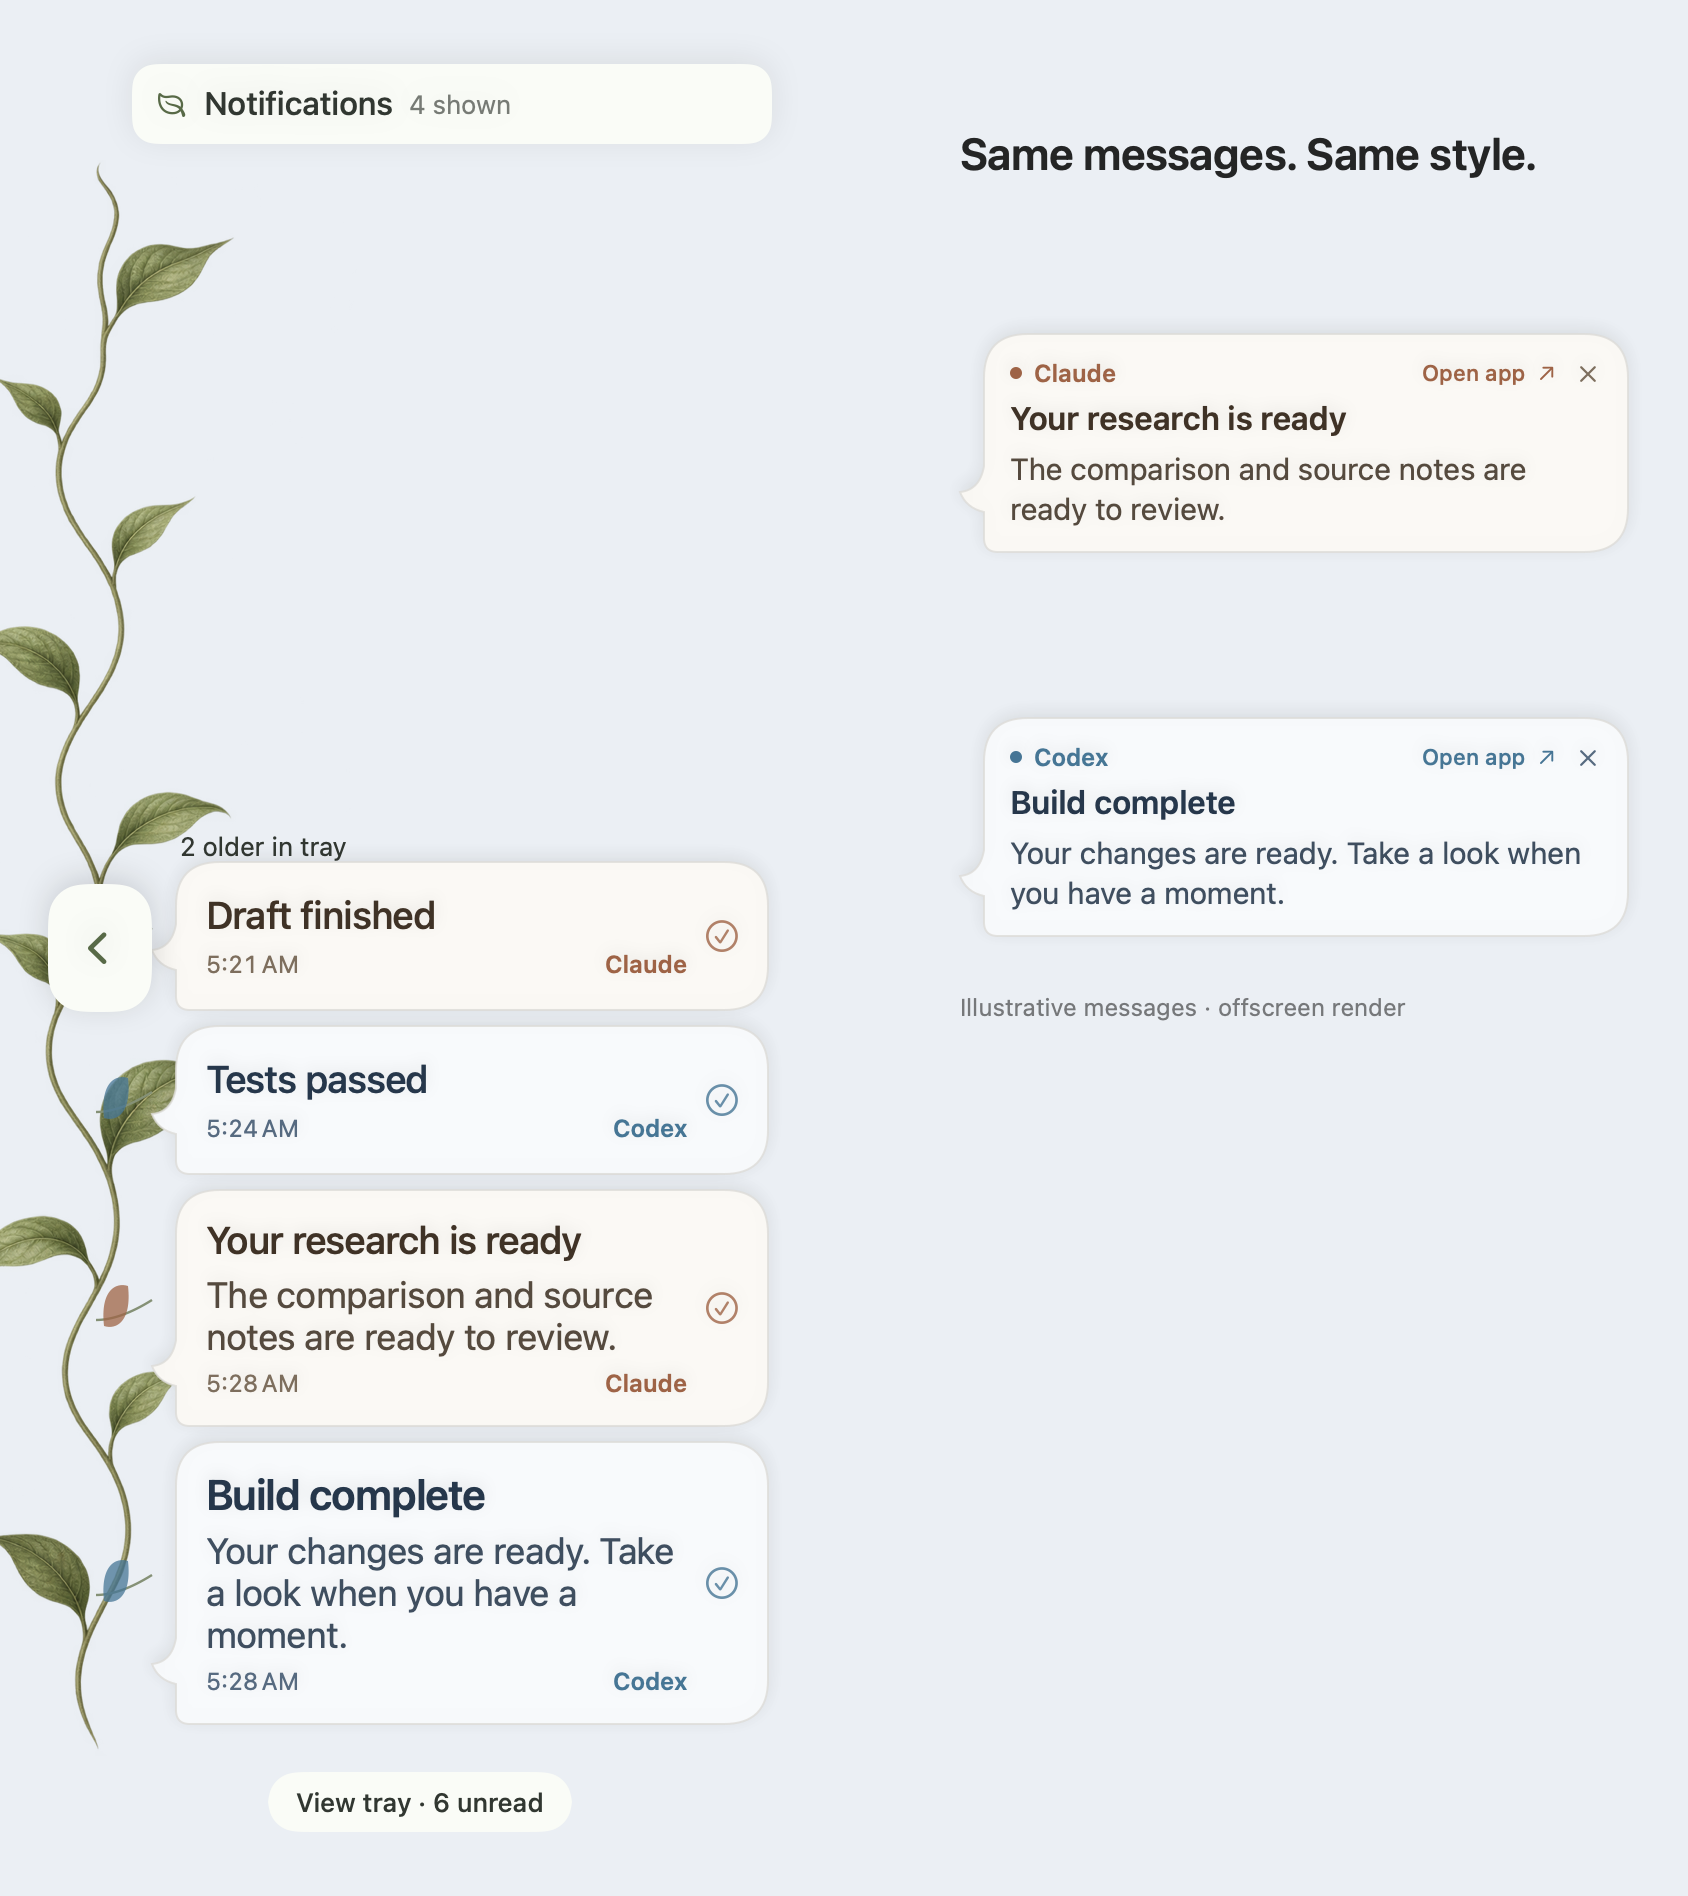 Notifications 4 shown
2 older in tray
Draft finished
5:21 AM Claude
Tests passed
5:24 AM Codex
Your research is ready
The comparison and source
notes are ready to review.
5:28 AM Claude
Build complete
Your changes are ready. Take
a look when you have a
moment.
5:28 AM Codex
View tray · 6 unread
Same messages. Same style.
Claude Open app
Your research is ready
The comparison and source notes are
ready to review.
Codex Open app
Build complete
Your changes are ready. Take a look when
you have a moment.
Illustrative messages · offscreen render